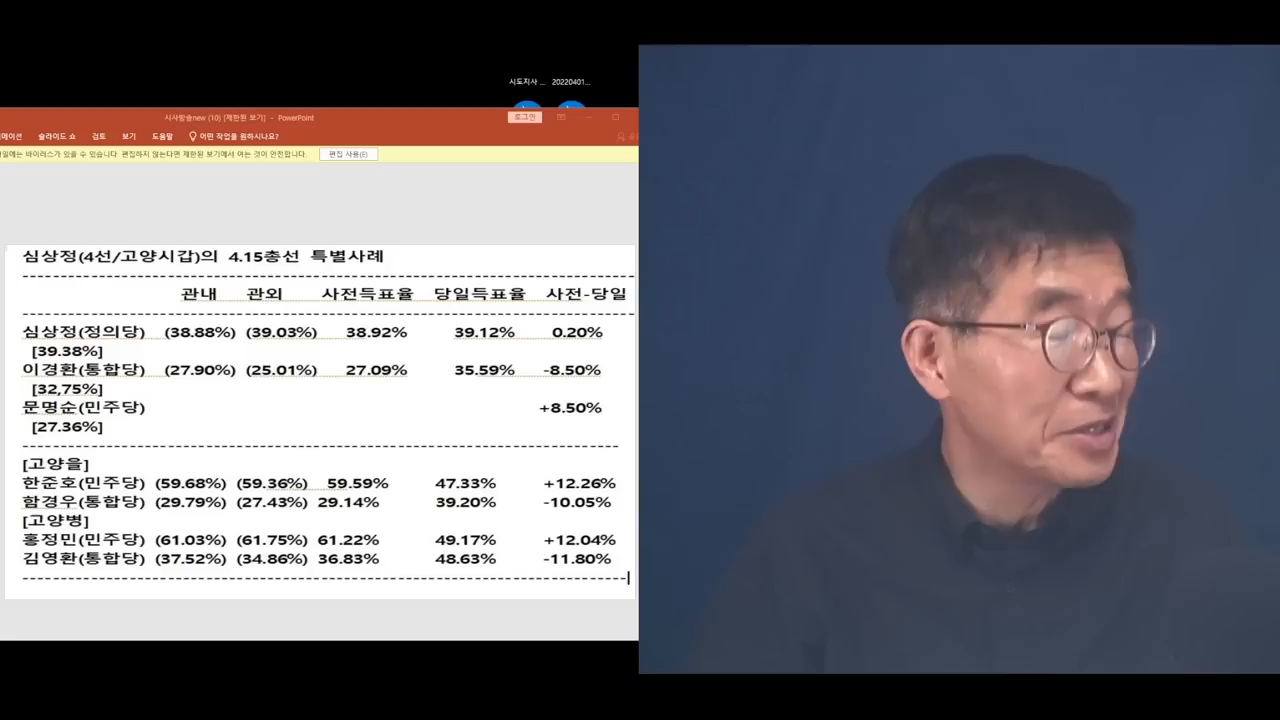 시도지사 ... 20220401...
시사방송new (10) [제한된 보기] - PowerPoint 로그인
메이션 슬라이드 쇼 검토 보기 도움말 어떤 작업을 원하시나요?
일에는 바이러스가 있을 수 있습니다. 편집하지 않는다면 제한된 보기에서 여는 것이 안전합니다. 편집 사용(E)
심상정(4선/고양시갑)의 4.15총선 특별사례
관내 관외 사전득표율 당일득표율 사전-당일
심상정(정의당) (38.88%) (39.03%) 38.92% 39.12% 0.20%
[39.38%]
이경환(통합당) (27.90%) (25.01%) 27.09% 35.59% -8.50%
[32,75%]
문명순(민주당) +8.50%
[27.36%]
[고양을]
한준호(민주당) (59.68%) (59.36%) 59.59% 47.33% +12.26%
함경우(통합당) (29.79%) (27.43%) 29.14% 39.20% -10.05%
[고양병]
홍정민(민주당) (61.03%) (61.75%) 61.22% 49.17% +12.04%
김영환(통합당) (37.52%) (34.86%) 36.83% 48.63% -11.80%